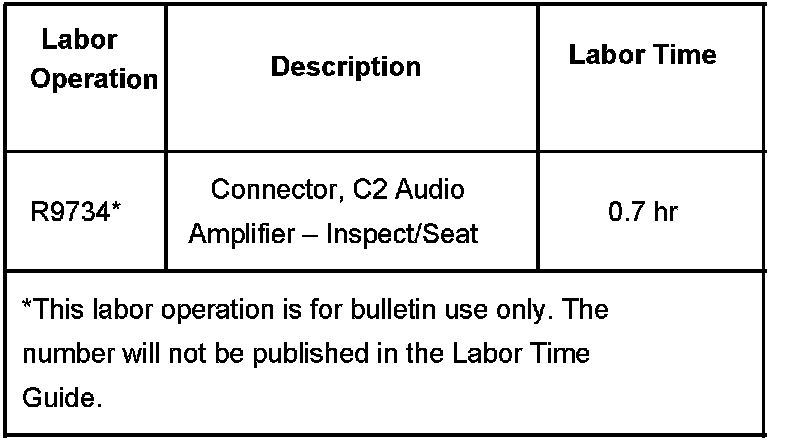 Labor
Operation
Description
Labor Time
R9734*
Connector, C2 Audio
Amplifier – Inspect/Seat
0.7 hr
*This labor operation is for bulletin use only. The
number will not be published in the Labor Time
Guide.